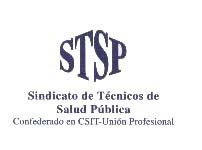 STSP
Sindicato de Técnicos de
Salud Pública
Confederado en CSIT-Unión Profesional